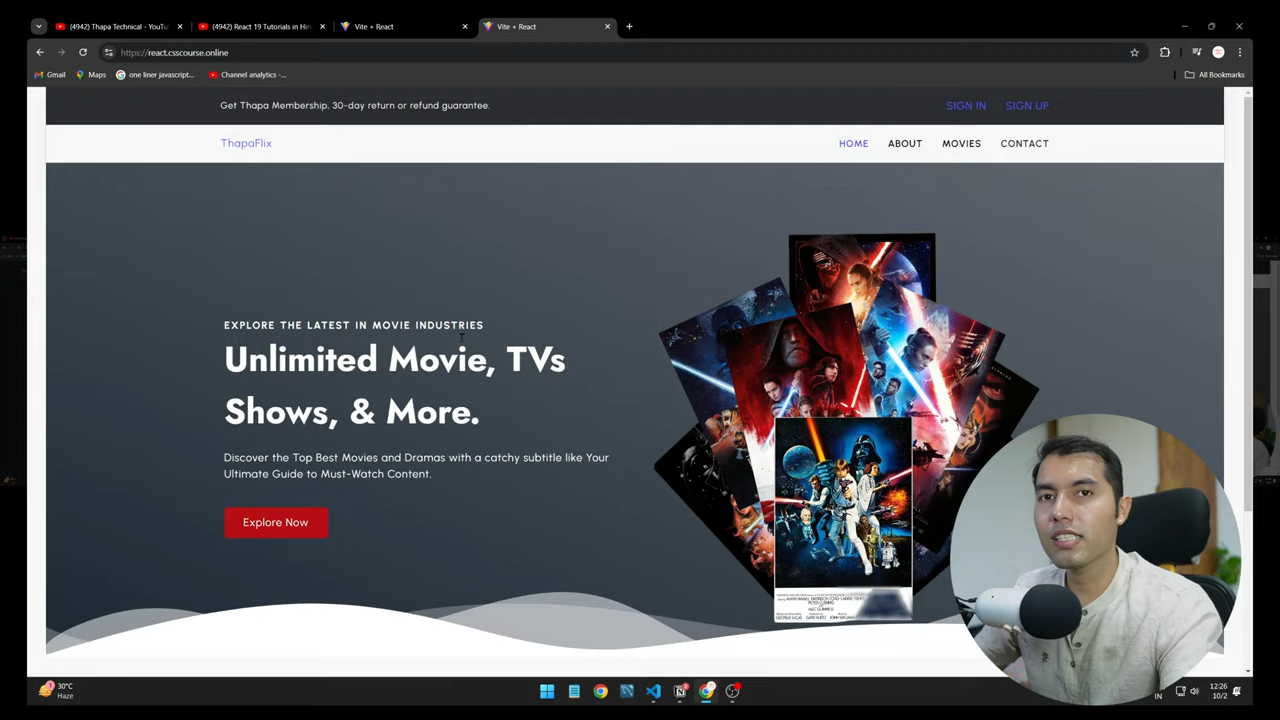 (4942) Thapa Technical - YouTu
(4942) React 19 Tutorials in Hin
Vite + React
Vite + React
https://react.csscourse.online
Gmail
Maps
one liner javascript...
Channel analytics -...
All Bookmarks
Get Thapa Membership, 30-day return or refund guarantee.
SIGN IN
SIGN UP
ThapaFlix
HOME
ABOUT
MOVIES
CONTACT
EXPLORE THE LATEST IN MOVIE INDUSTRIES
Unlimited Movie, TVs
Shows, & More.
Discover the Top Best Movies and Dramas with a catchy subtitle like Your
Ultimate Guide to Must-Watch Content.
Explore Now
30°C
Haze
IN
12:26
10/2